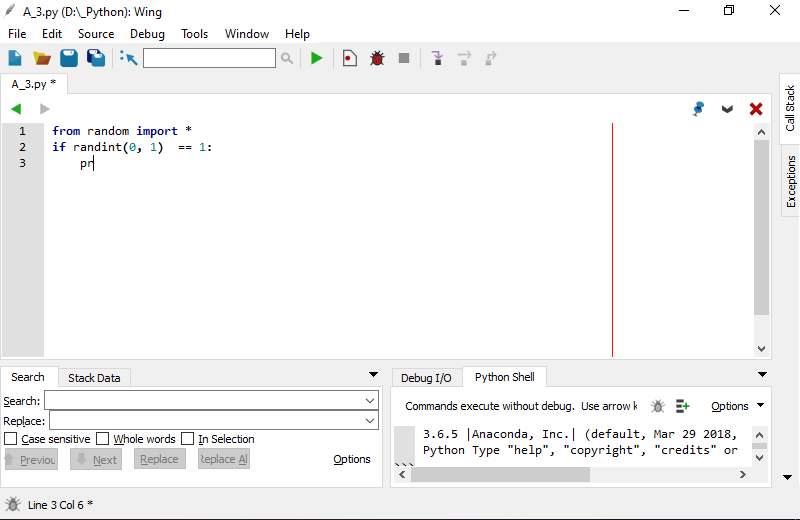 A_3.py (D:\_Python): Wing
File Edit Source Debug Tools Window Help
A_3.py *
1 from random import *
2 if randint(0, 1)  == 1:
3     pr
Call Stack
Exceptions
Search Stack Data
Search:
Replace:
Case sensitive Whole words In Selection
Previou Next Replace Replace Al Options
Debug I/O Python Shell
Commands execute without debug. Use arrow k Options
3.6.5 |Anaconda, Inc.| (default, Mar 29 2018,
Python Type "help", "copyright", "credits" or
>>>
Line 3 Col 6 *